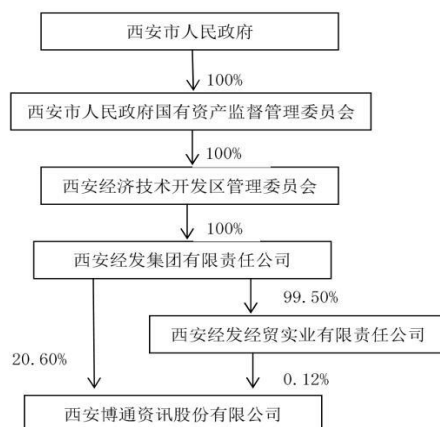 西安市人民政府
100%
西安市人民政府国有资产监督管理委员会
100%
西安经济技术开发区管理委员会
100%
西安经发集团有限责任公司
99.50%
西安经发经贸实业有限责任公司
20.60%
0.12%
西安博通资讯股份有限公司